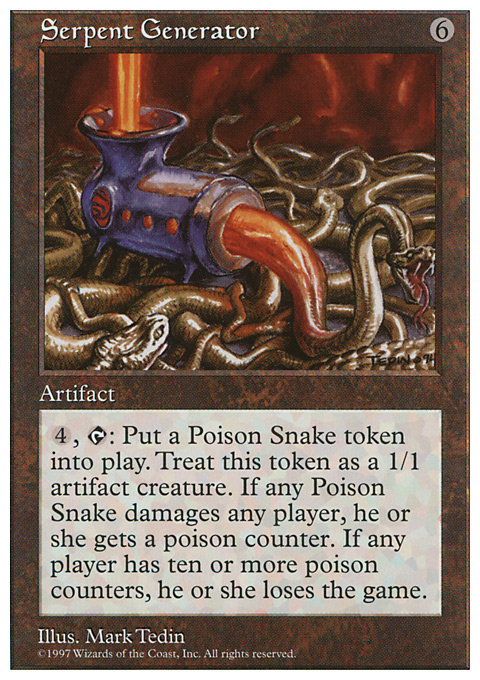 Serpent Generator 6
TEDIN © 94
Artifact
4, : Put a Poison Snake token
into play. Treat this token as a 1/1
artifact creature. If any Poison
Snake damages any player, he or
she gets a poison counter. If any
player has ten or more poison
counters, he or she loses the game.
Illus. Mark Tedin
©1997 Wizards of the Coast, Inc. All rights reserved.